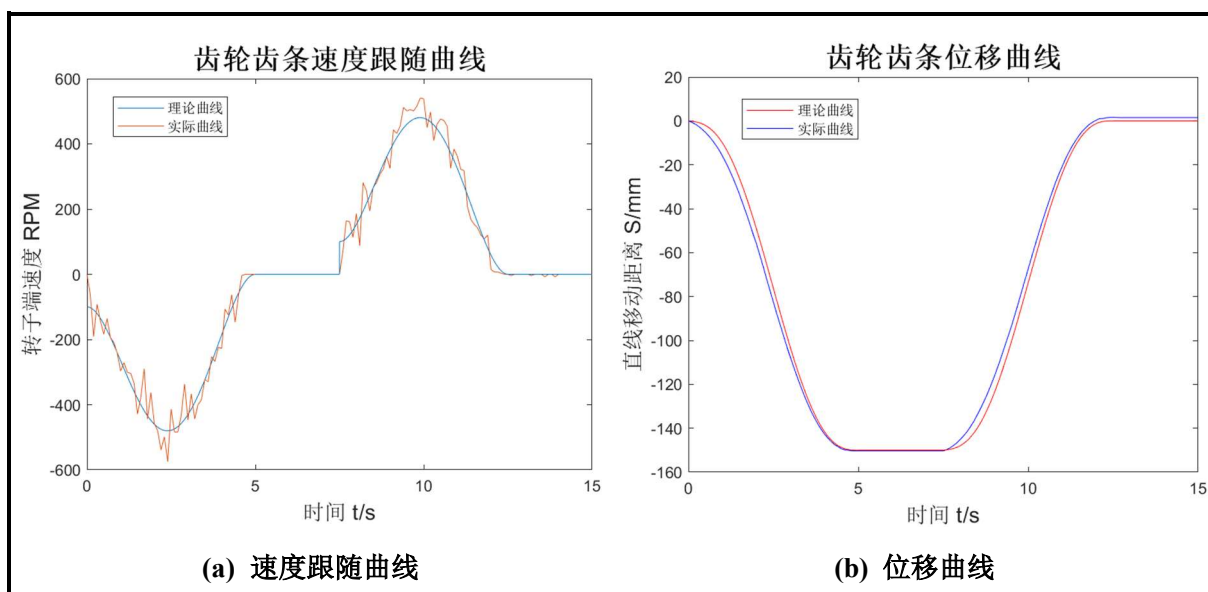 齿轮齿条速度跟随曲线
600
400
200
0
-200
-400
-600
转子端速度 RPM
理论曲线
实际曲线
0
5
10
15
时间 t/s
(a) 速度跟随曲线
齿轮齿条位移曲线
20
0
-20
-40
-60
-80
-100
-120
-140
-160
直线移动距离 S/mm
理论曲线
实际曲线
0
5
10
15
时间 t/s
(b) 位移曲线